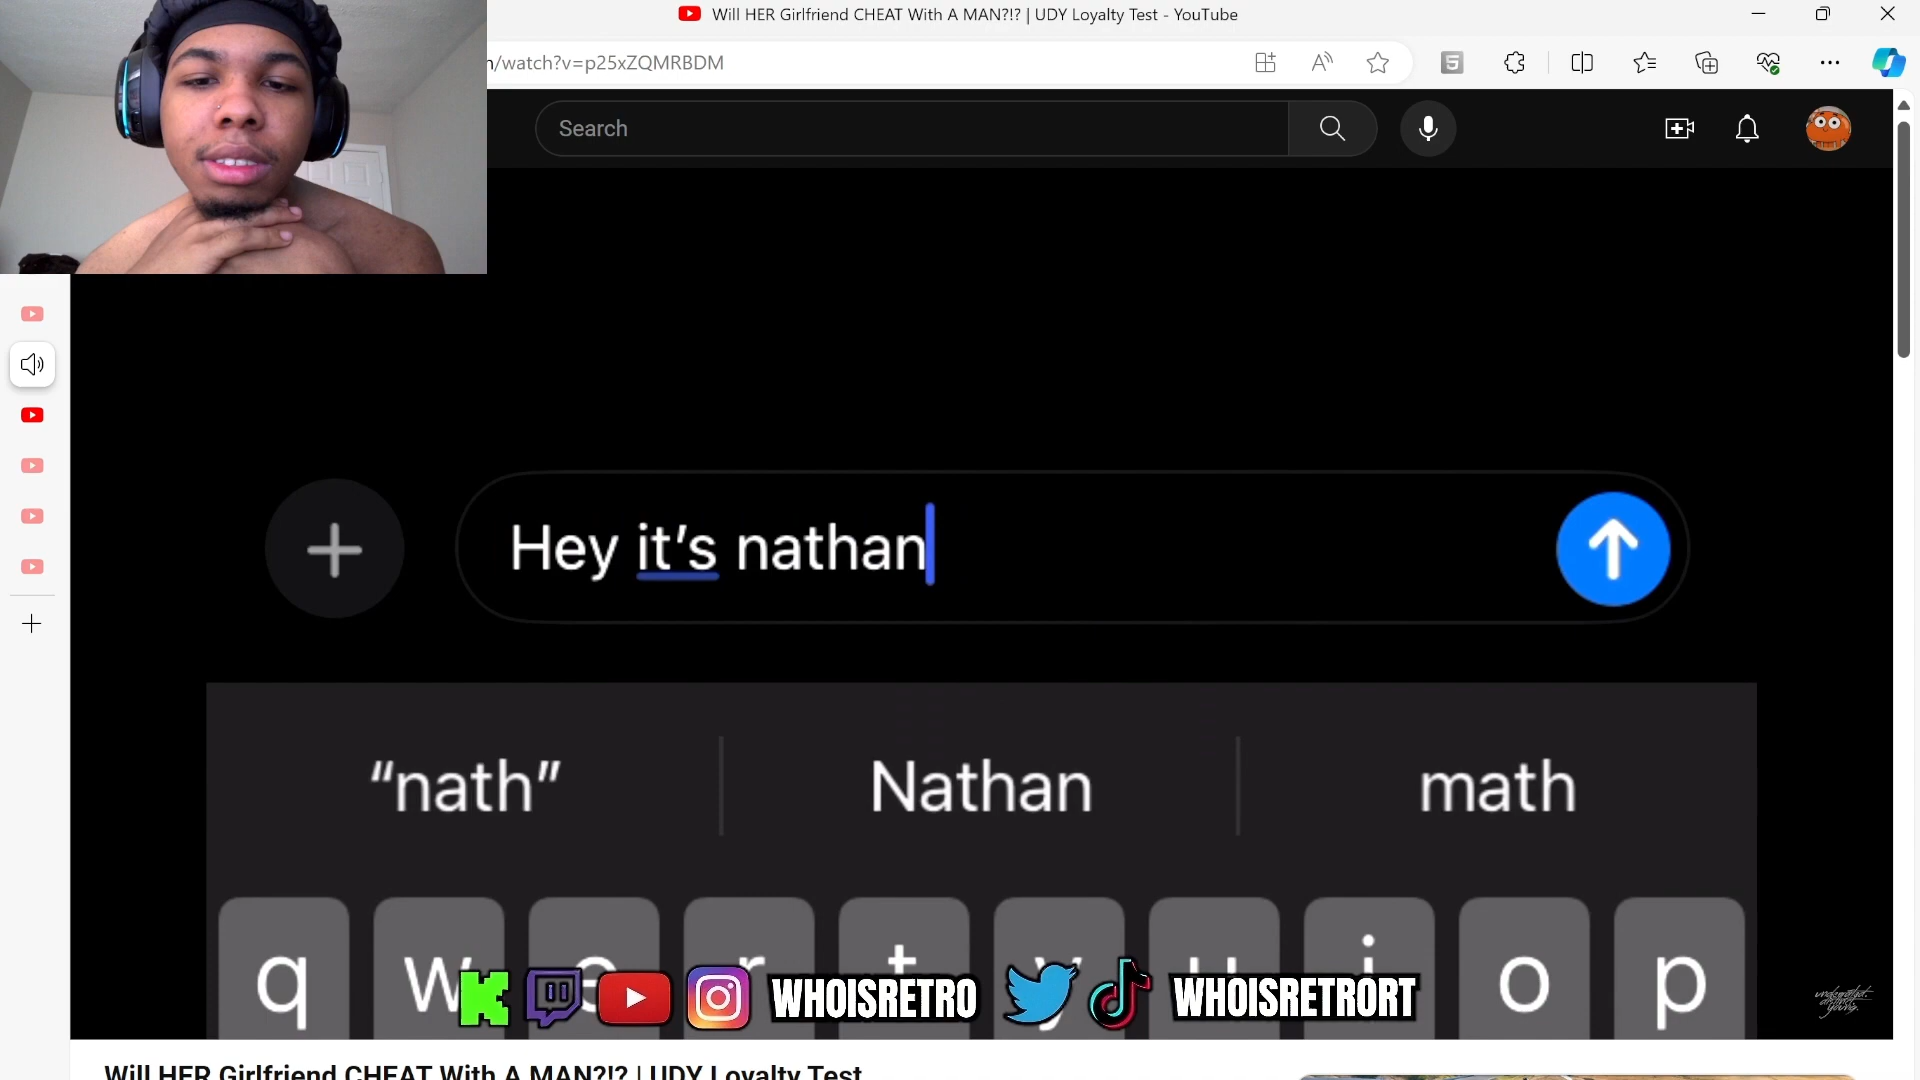 Will HER Girlfriend CHEAT With A MAN?!? | UDY Loyalty Test - YouTube
/watch?v=p25xZQMRBDM
Search
Hey it's nathan
“nath” Nathan math
q w e r t y u i o p
WHOISRETRO WHOISRETRORT
Will HER Girlfriend CHEAT With A MAN?!? | UDY Loyalty Test